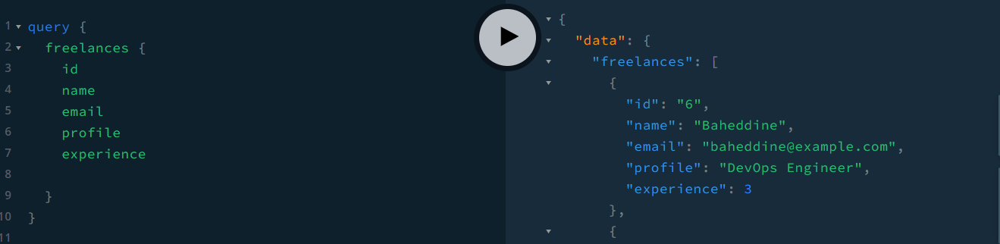 1 query {
2 freelances {
3 id
4 name
5 email
6 profile
7 experience
8
9 }
10 }
11
{
"data": {
"freelances": [
{
"id": "6",
"name": "Baheddine",
"email": "baheddine@example.com",
"profile": "DevOps Engineer",
"experience": 3
},
{